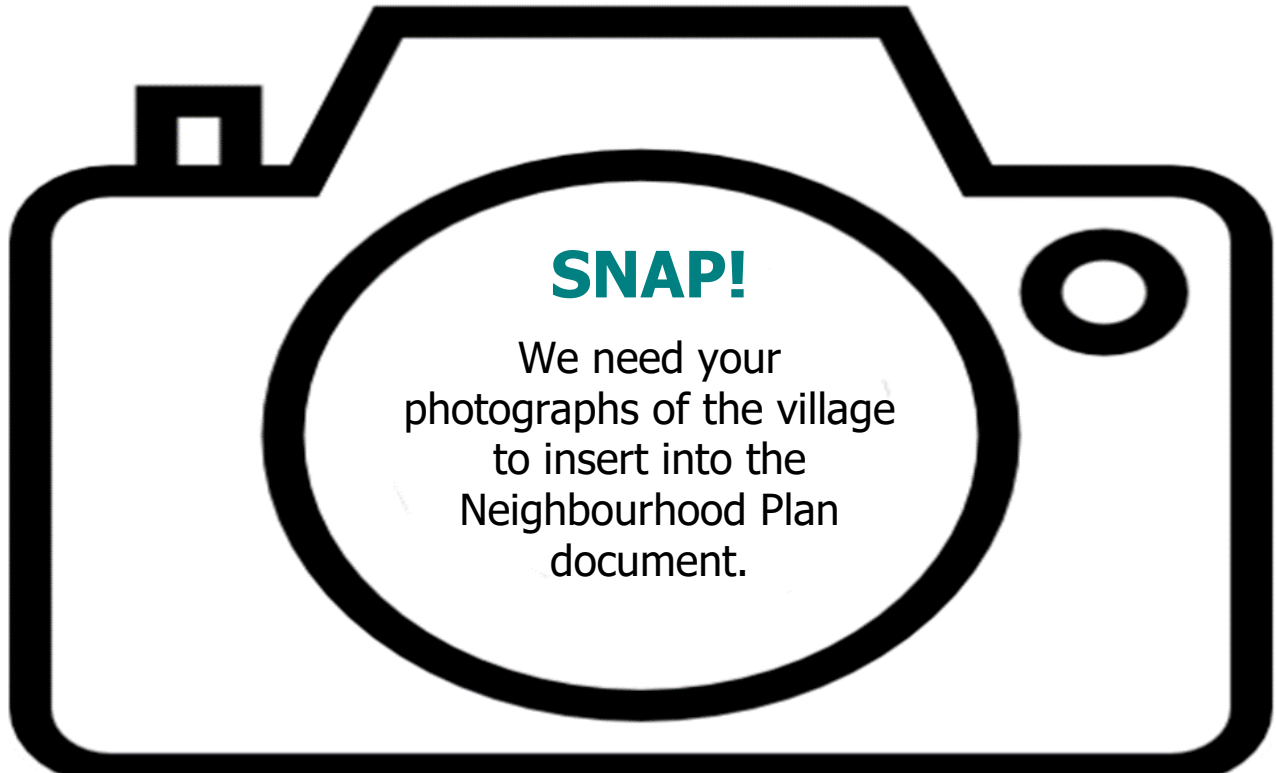 SNAP!
We need your
photographs of the village
to insert into the
Neighbourhood Plan
document.